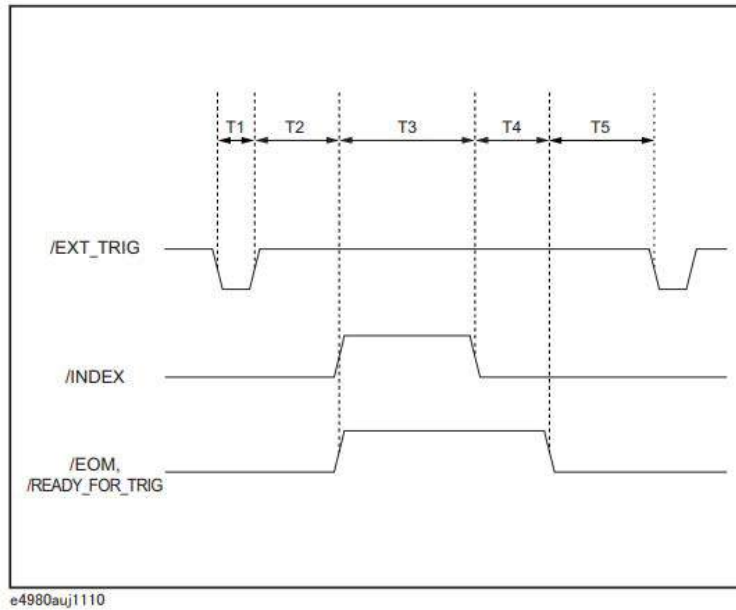 T1 T2 T3 T4 T5
/EXT_TRIG
/INDEX
/EOM,
/READY_FOR_TRIG
e4980auj1110